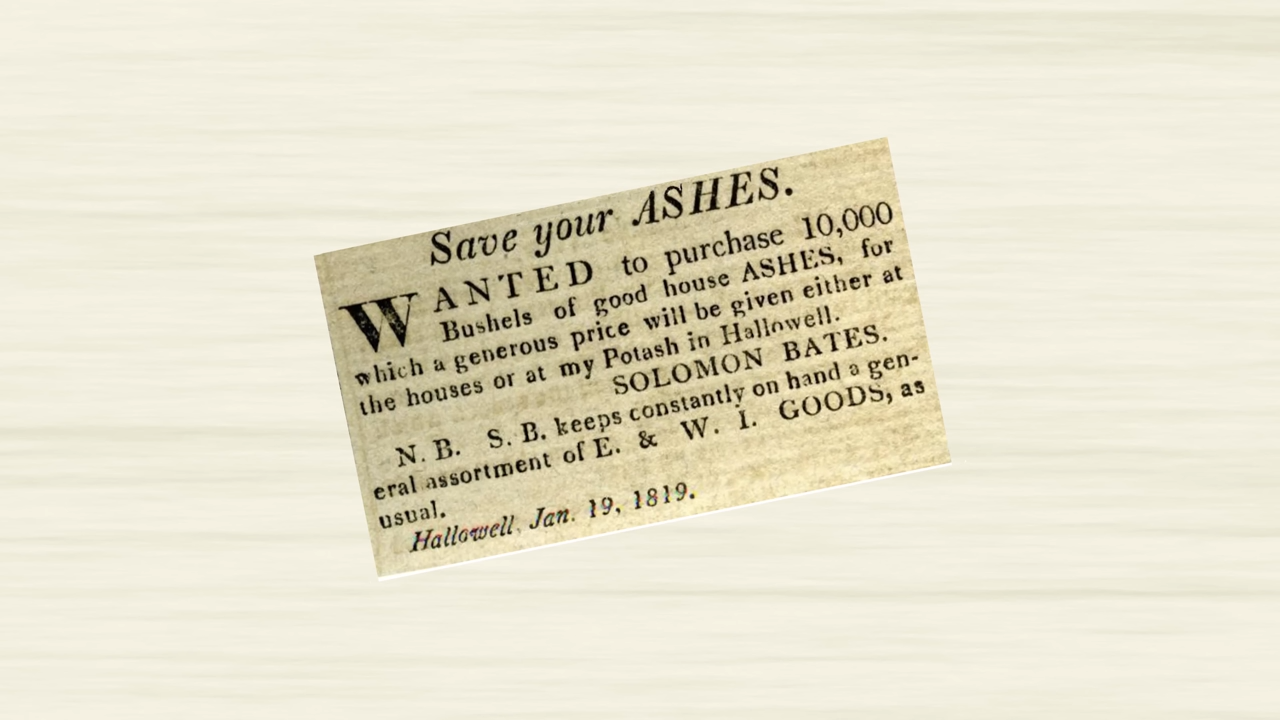 Save your ASHES.
WANTED to purchase 10,000
Bushels of good house ASHES, for
which a generous price will be given either at
the houses or at my Potash in Hallowell.
SOLOMON BATES.
N. B. S. B. keeps constantly on hand a gen-
eral assortment of E. & W. I. GOODS, as
usual.
Hallowell, Jan. 19, 1819.